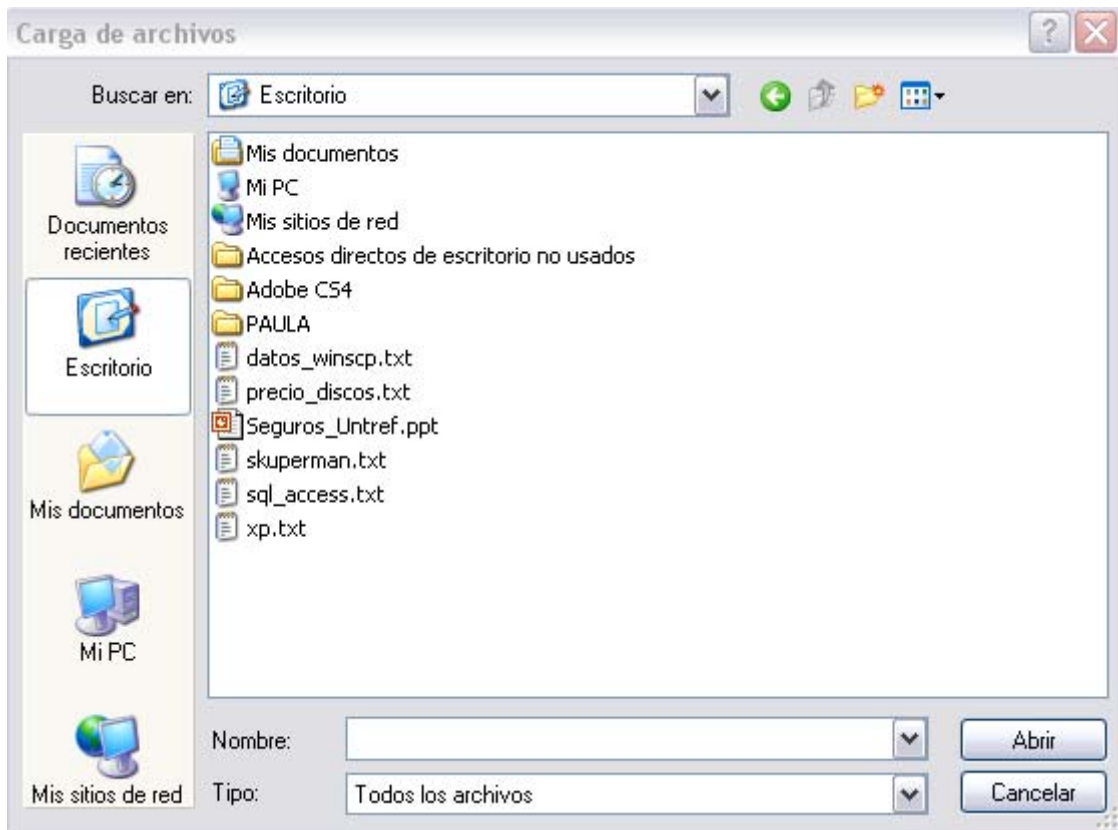 Carga de archivos
Buscar en:
Escritorio
Documentos
recientes
Escritorio
Mis documentos
Mi PC
Mis sitios de red
Mis documentos
Mi PC
Mis sitios de red
Accesos directos de escritorio no usados
Adobe CS4
PAULA
datos_winscp.txt
precio_discos.txt
Seguros_Untref.ppt
skuperman.txt
sql_access.txt
xp.txt
Nombre:
Abrir
Tipo:
Todos los archivos
Cancelar